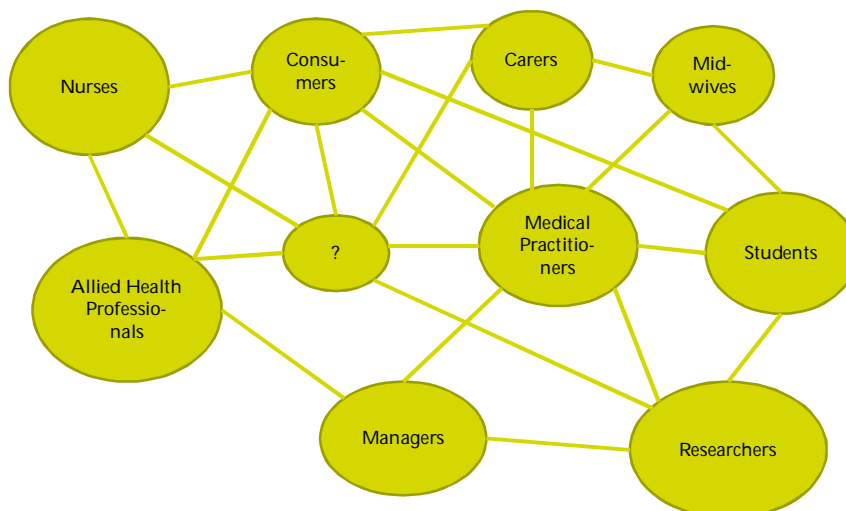 Nurses
Consu-
mers
Carers
Mid-
wives
Allied Health
Professio-
nals
?
Medical
Practitio-
ners
Students
Managers
Researchers